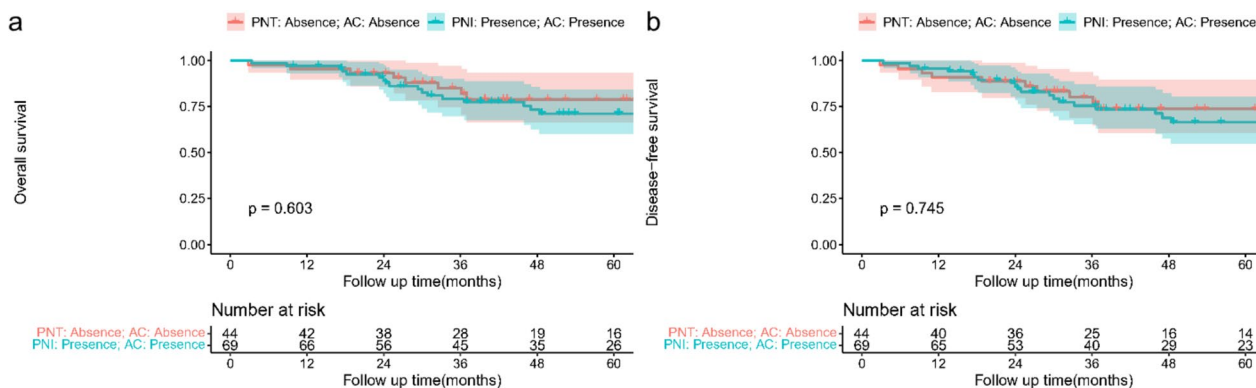 a
PNT: Absence; AC: Absence PNI: Presence; AC: Presence
Overall survival
1.00
0.75
0.50
0.25
0.00
p = 0.603
0 12 24 36 48 60
Follow up time(months)
Number at risk
PNT: Absence; AC: Absence 44 42 38 28 19 16
PNI: Presence; AC: Presence 69 66 56 45 35 26
0 12 24 36 48 60
Follow up time(months)
b
PNT: Absence; AC: Absence PNI: Presence; AC: Presence
Disease-free survival
1.00
0.75
0.50
0.25
0.00
p = 0.745
0 12 24 36 48 60
Follow up time(months)
Number at risk
PNT: Absence; AC: Absence 44 40 36 25 16 14
PNI: Presence; AC: Presence 69 65 53 40 29 23
0 12 24 36 48 60
Follow up time(months)